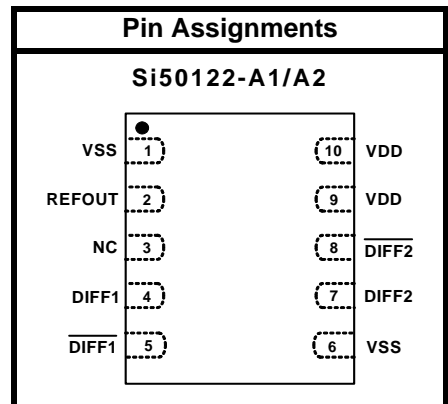 Pin Assignments
Si50122-A1/A2
VSS 1 10 VDD
REFOUT 2 9 VDD
NC 3 8 DIFF2
DIFF1 4 7 DIFF2
DIFF1 5 6 VSS